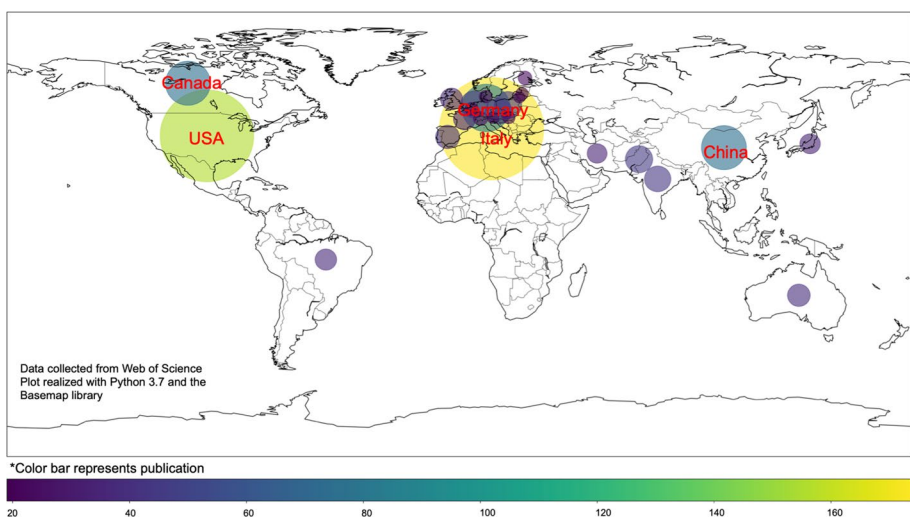 Canada
USA
Germany
Italy
China
Data collected from Web of Science
Plot realized with Python 3.7 and the
Basemap library
*Color bar represents publication
20 40 60 80 100 120 140 160